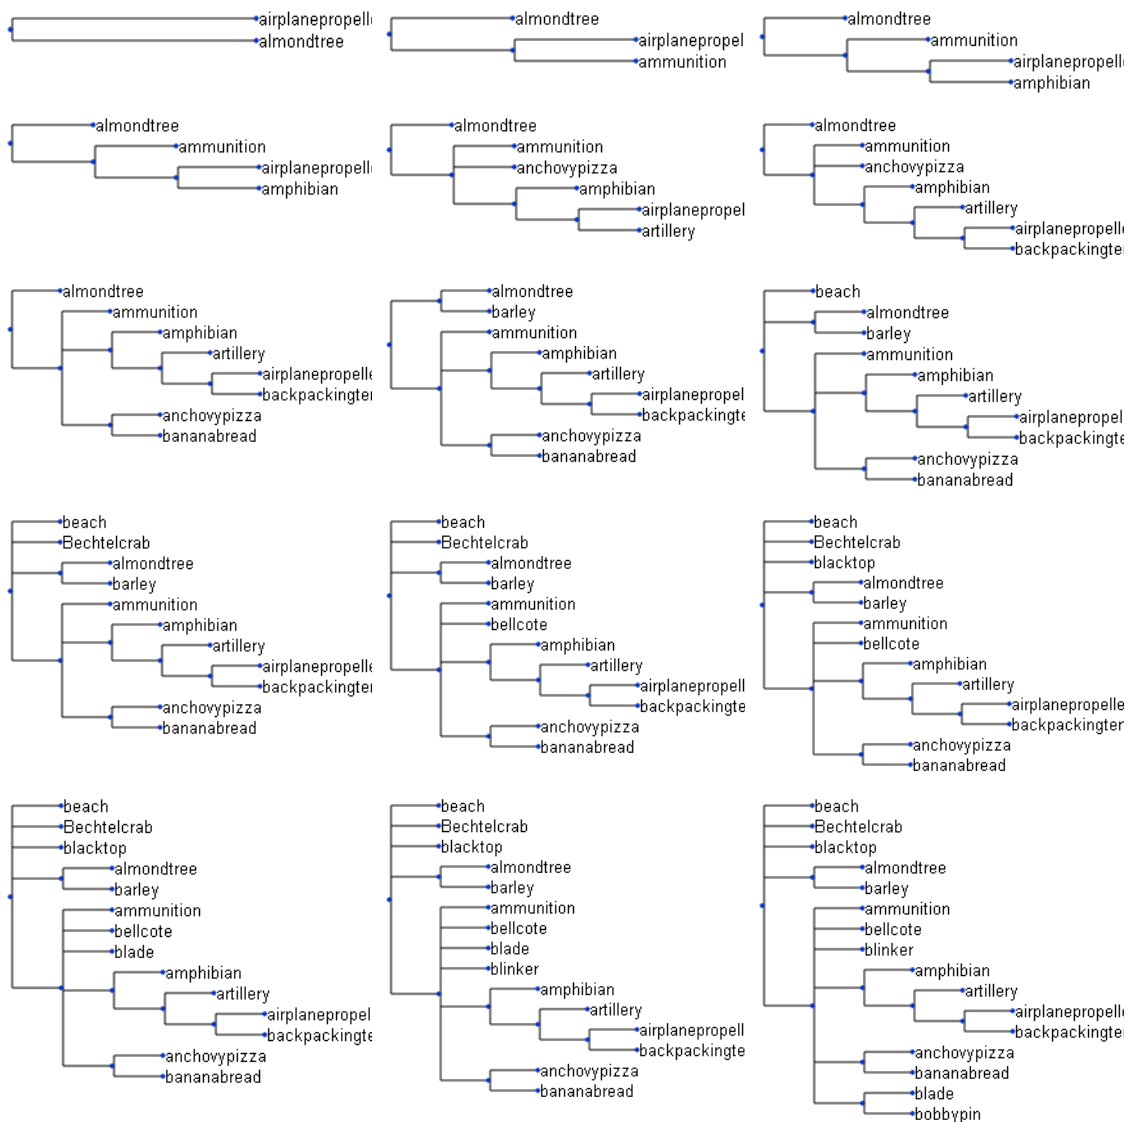 airplanepropell
almondtree
almondtree
airplanepropel
ammunition
almondtree
ammunition
airplanepropelle
amphibian
almondtree
ammunition
airplanepropell
amphibian
almondtree
ammunition
anchovypizza
amphibian
airplanepropel
artillery
almondtree
ammunition
anchovypizza
amphibian
artillery
airplanepropelle
backpackingte
almondtree
ammunition
amphibian
artillery
airplanepropelle
backpackingte
anchovypizza
bananabread
almondtree
barley
ammunition
amphibian
artillery
airplanepropell
backpackingte
anchovypizza
bananabread
beach
almondtree
barley
ammunition
amphibian
artillery
airplanepropel
backpackingte
anchovypizza
bananabread
beach
Bechtelcrab
almondtree
barley
ammunition
amphibian
artillery
airplanepropelle
backpackingte
anchovypizza
bananabread
beach
Bechtelcrab
almondtree
barley
ammunition
bellcote
amphibian
artillery
airplanepropell
backpackingte
anchovypizza
bananabread
beach
Bechtelcrab
blacktop
almondtree
barley
ammunition
bellcote
amphibian
artillery
airplanepropelle
backpackingten
anchovypizza
bananabread
beach
Bechtelcrab
blacktop
almondtree
barley
ammunition
bellcote
blade
amphibian
artillery
airplanepropel
backpackingte
anchovypizza
bananabread
beach
Bechtelcrab
blacktop
almondtree
barley
ammunition
bellcote
blade
blinker
amphibian
artillery
airplanepropell
backpackingte
anchovypizza
bananabread
beach
Bechtelcrab
blacktop
almondtree
barley
ammunition
bellcote
blinker
amphibian
artillery
airplanepropelle
backpackingte
anchovypizza
bananabread
blade
bobbypin